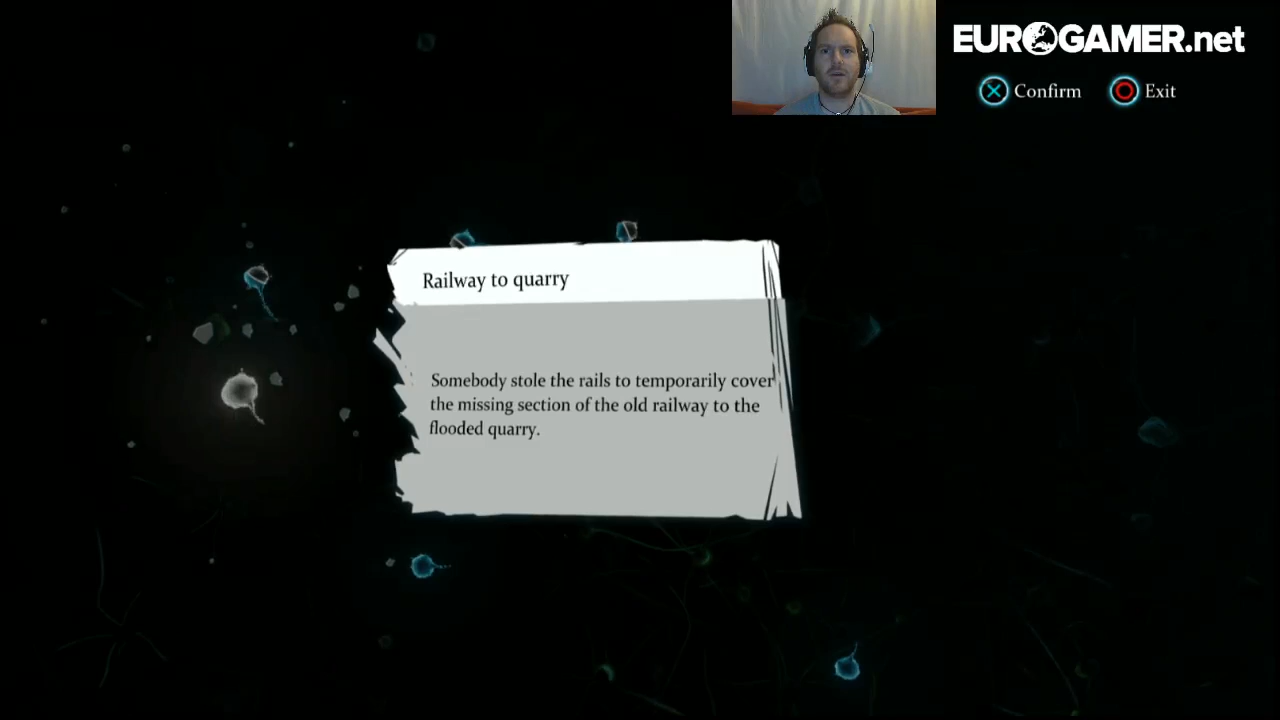 EUROGAMER.net
Confirm Exit
Railway to quarry
Somebody stole the rails to temporarily cover
the missing section of the old railway to the
flooded quarry.